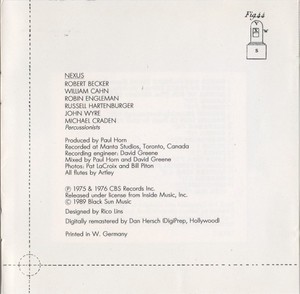 Fig 44
NEXUS
ROBERT BECKER
WILLIAM CAHN
ROBIN ENGLEMAN
RUSSELL HARTENBURGER
JOHN WYRE
MICHAEL CRADEN
Percussionists
Produced by Paul Horn
Recorded at Manta Studios, Toronto, Canada
Recording engineer: David Greene
Mixed by Paul Horn and David Greene
Photos: Pat LaCroix and Bill Piton
All flutes by Artley
℗ 1975 & 1976 CBS Records Inc.
Released under license from Inside Music, Inc.
© 1989 Black Sun Music
Designed by Rico Lins
Digitally remastered by Dan Hersch (DigiPrep, Hollywood)
Printed in W. Germany